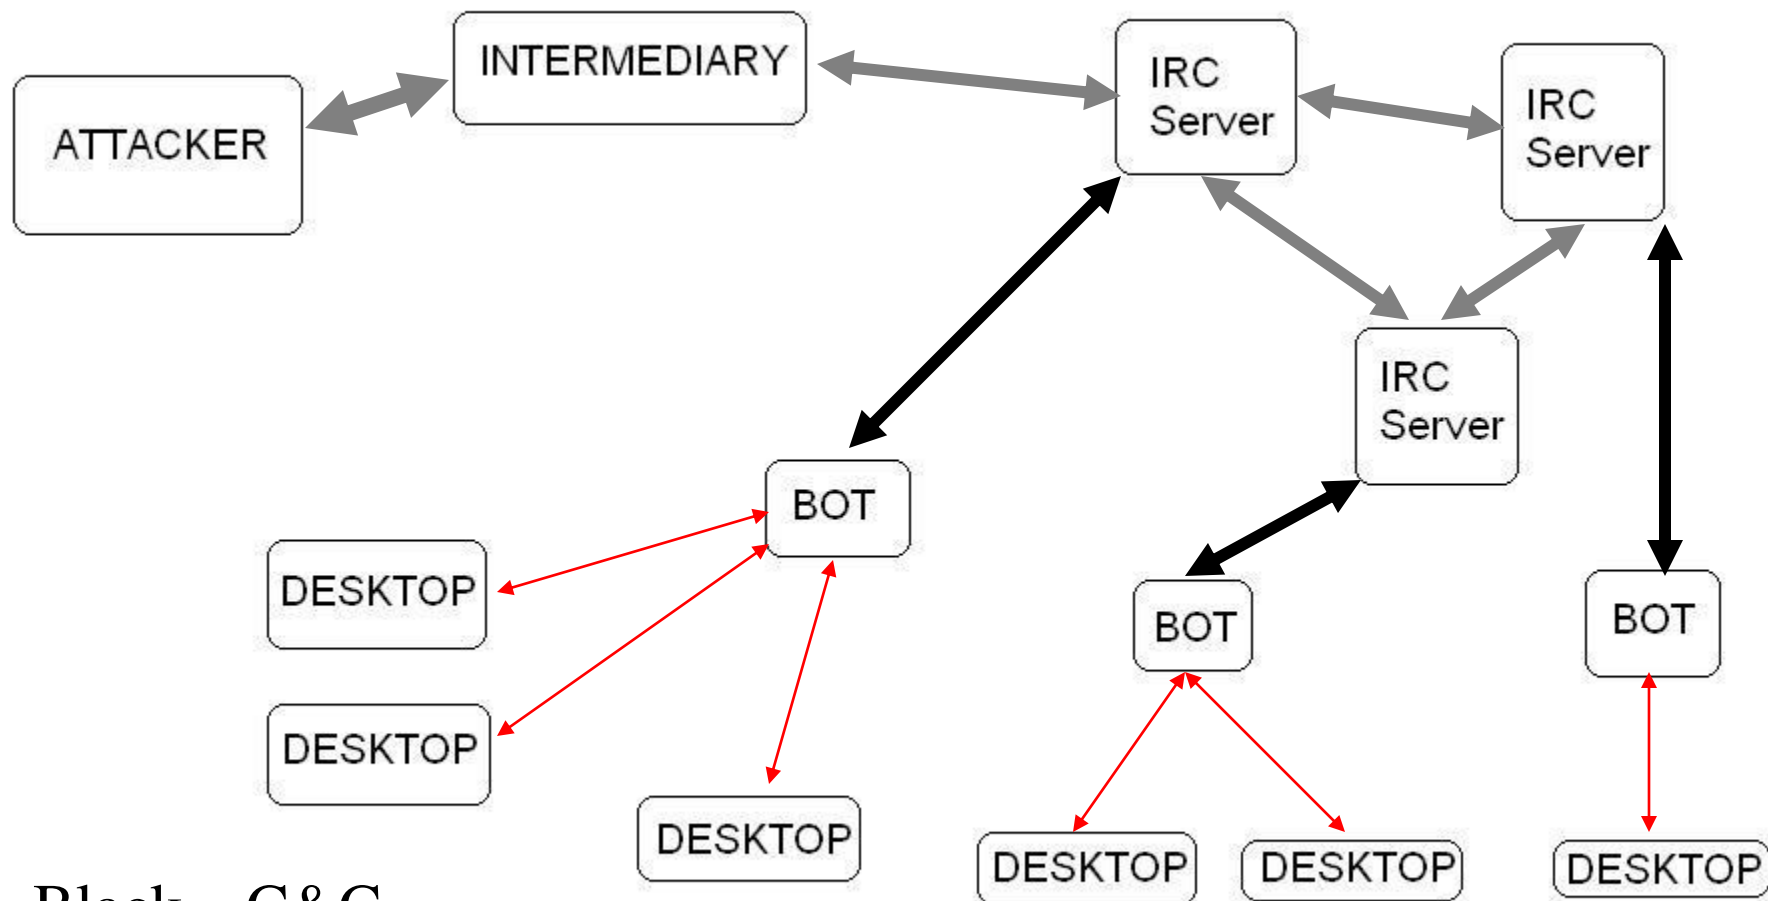 INTERMEDIARY
ATTACKER
IRC
Server
IRC
Server
IRC
Server
BOT
DESKTOP
DESKTOP
DESKTOP
BOT
BOT
DESKTOP
DESKTOP
DESKTOP